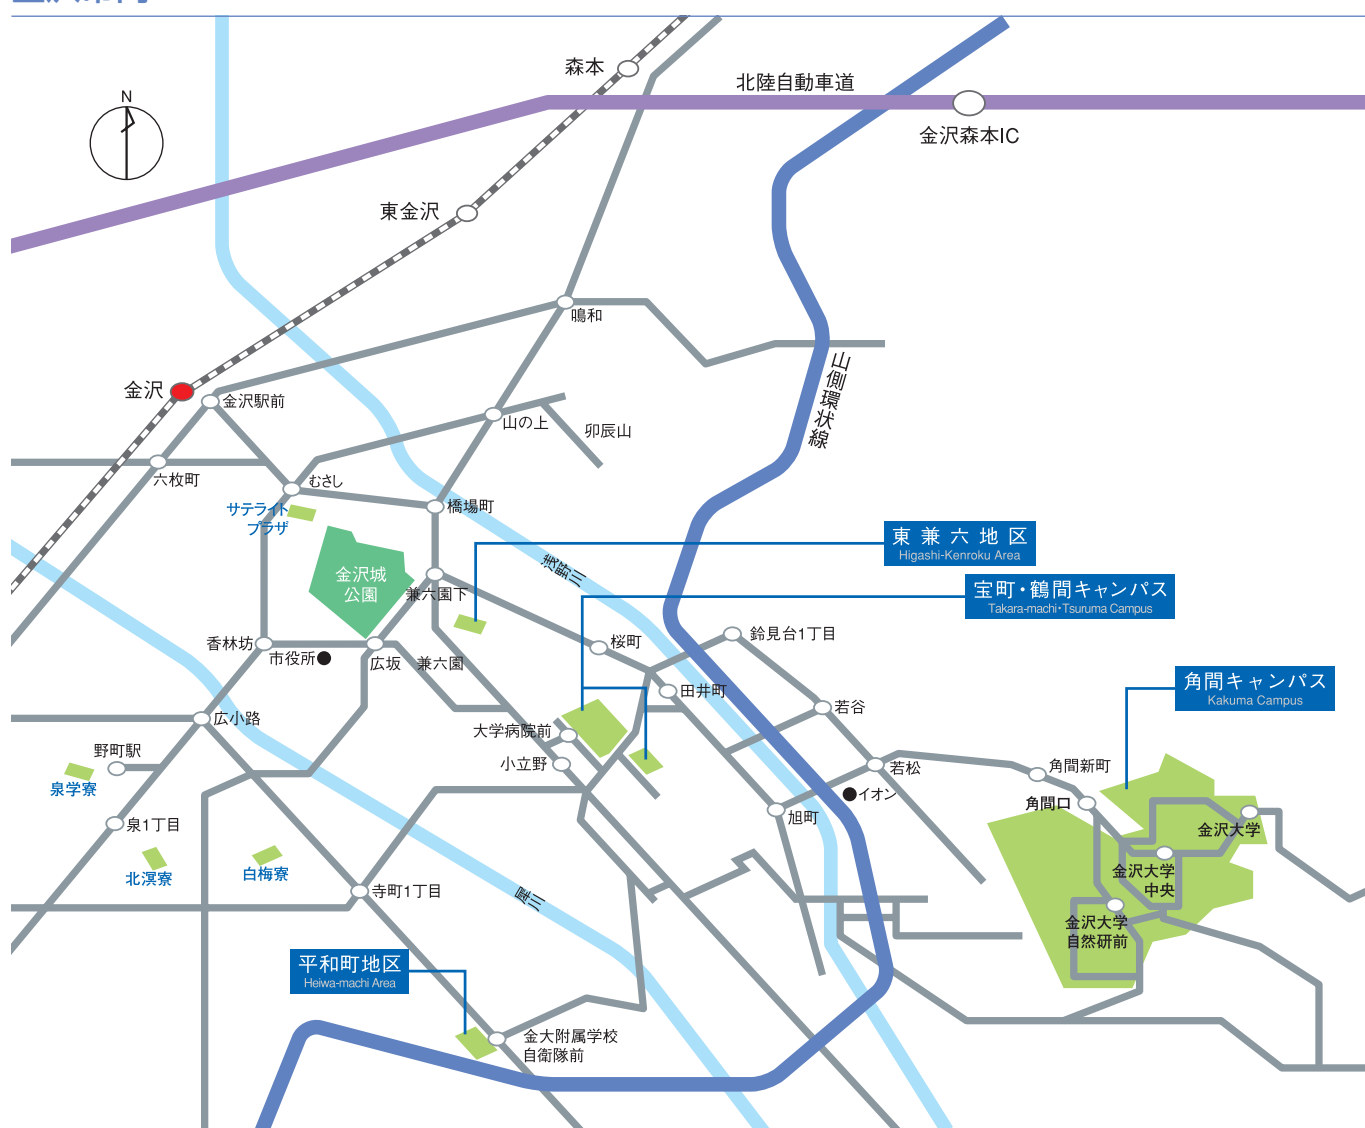 森本
北陸自動車道
N
金沢森本IC
東金沢
鳴和
山側環状線
金沢
金沢駅前
山の上
卯辰山
六枚町
むさし
サテライト
プラザ
橋場町
東兼六地区
Higashi-Kenroku Area
浅野川
金沢城
公園
兼六園下
宝町・鶴間キャンパス
Takara-machi・Tsuruma Campus
香林坊
市役所
広坂
兼六園
桜町
鈴見台1丁目
田井町
角間キャンパス
Kakuma Campus
広小路
大学病院前
若谷
野町駅
小立野
若松
角間新町
泉学寮
イオン
角間口
泉1丁目
旭町
金沢大学
北溟寮
白梅寮
金沢大学
中央
寺町1丁目
犀川
金沢大学
自然研前
平和町地区
Heiwa-machi Area
金大附属学校
自衛隊前